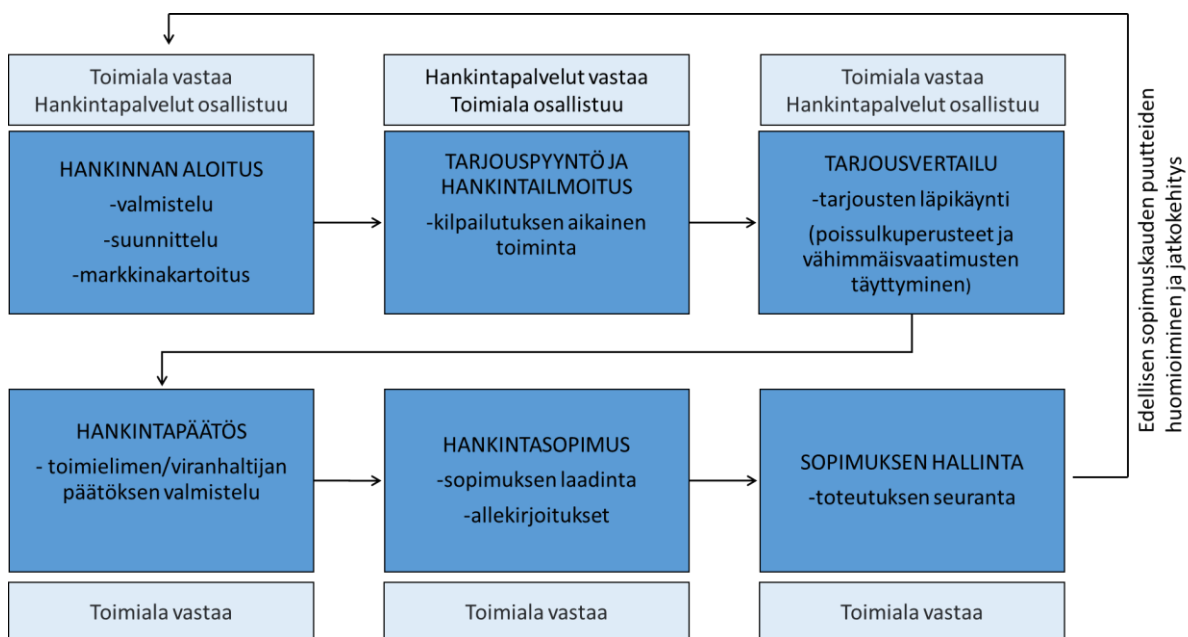 Toimiala vastaa
Hankintapalvelut osallistuu
Hankintapalvelut vastaa
Toimiala osallistuu
Toimiala vastaa
Hankintapalvelut osallistuu
HANKINNAN ALOITUS
-valmistelu
-suunnittelu
-markkinakartoitus
TARJOUSPYYNTÖ JA
HANKINTAILMOITUS
-kilpailutuksen aikainen
toiminta
TARJOUSVERTAILU
-tarjousten läpikäynti
(poissulkuperusteet ja
vähimmäisvaatimusten
täyttyminen)
Edellisen sopimuskauden puutteiden
huomioiminen ja jatkokehitys
HANKINTAPÄÄTÖS
- toimielimen/viranhaltijan
päätöksen valmistelu
HANKINTASOPIMUS
-sopimuksen laadinta
-allekirjoitukset
SOPIMUKSEN HALLINTA
-toteutuksen seuranta
Toimiala vastaa
Toimiala vastaa
Toimiala vastaa